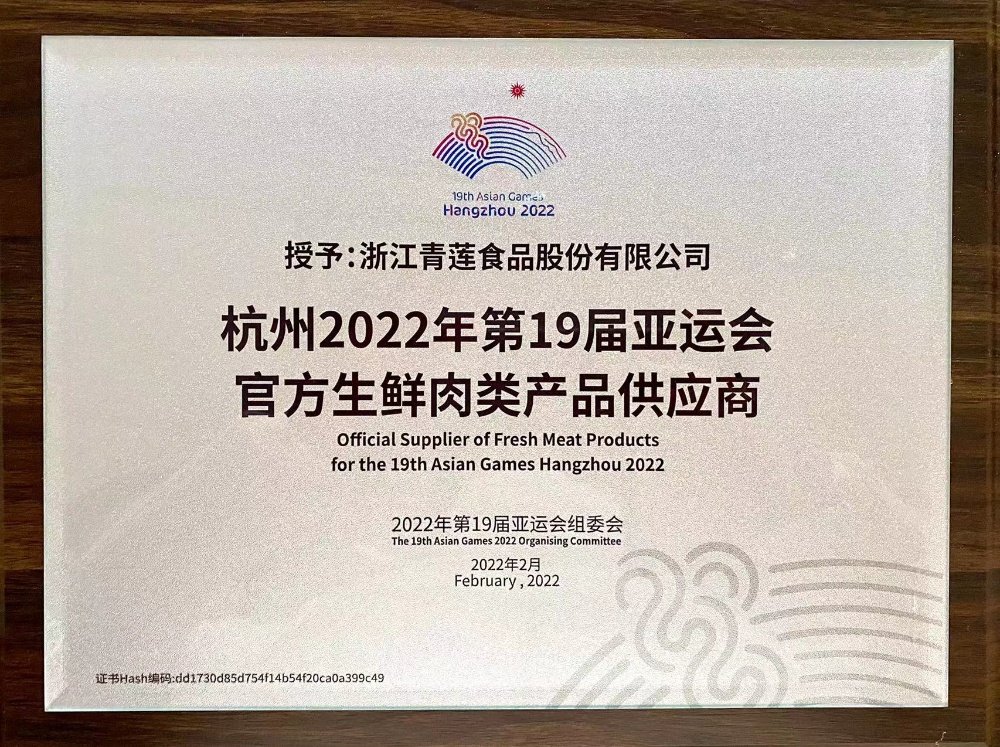 19th Asian Games
Hangzhou 2022
授予:浙江青莲食品股份有限公司
杭州2022年第19届亚运会
官方生鲜肉类产品供应商
Official Supplier of Fresh Meat Products
for the 19th Asian Games Hangzhou 2022
2022年第19届亚运会组委会
The 19th Asian Games 2022 Organising Committee
2022年2月
February , 2022
证书Hash编码:dd1730d85d754f14b54f20ca0a399c49